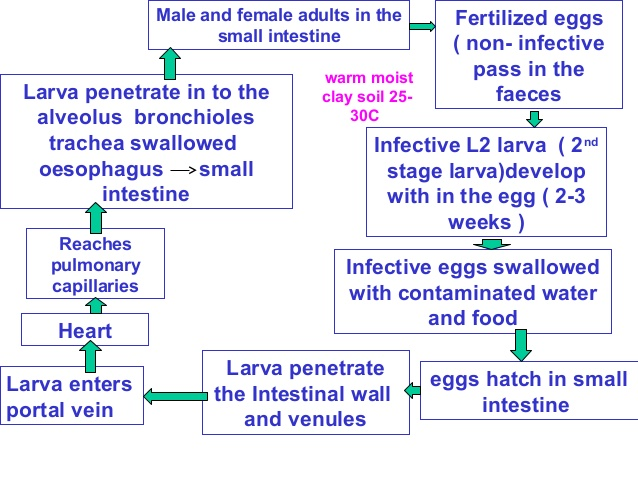 Male and female adults in the
small intestine
Fertilized eggs
( non- infective
pass in the
faeces
warm moist
clay soil 25-
30C
Infective L2 larva ( 2nd
stage larva)develop
with in the egg ( 2-3
weeks )
Infective eggs swallowed
with contaminated water
and food
eggs hatch in small
intestine
Larva penetrate
the Intestinal wall
and venules
Larva enters
portal vein
Heart
Reaches
pulmonary
capillaries
Larva penetrate in to the
alveolus bronchioles
trachea swallowed
oesophagus small
intestine